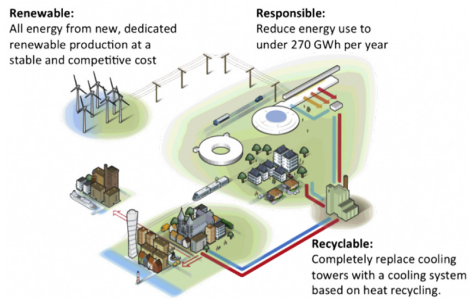 Renewable:
All energy from new, dedicated
renewable production at a
stable and competitive cost
Responsible:
Reduce energy use to
under 270 GWh per year
Recyclable:
Completely replace cooling
towers with a cooling system
based on heat recycling.